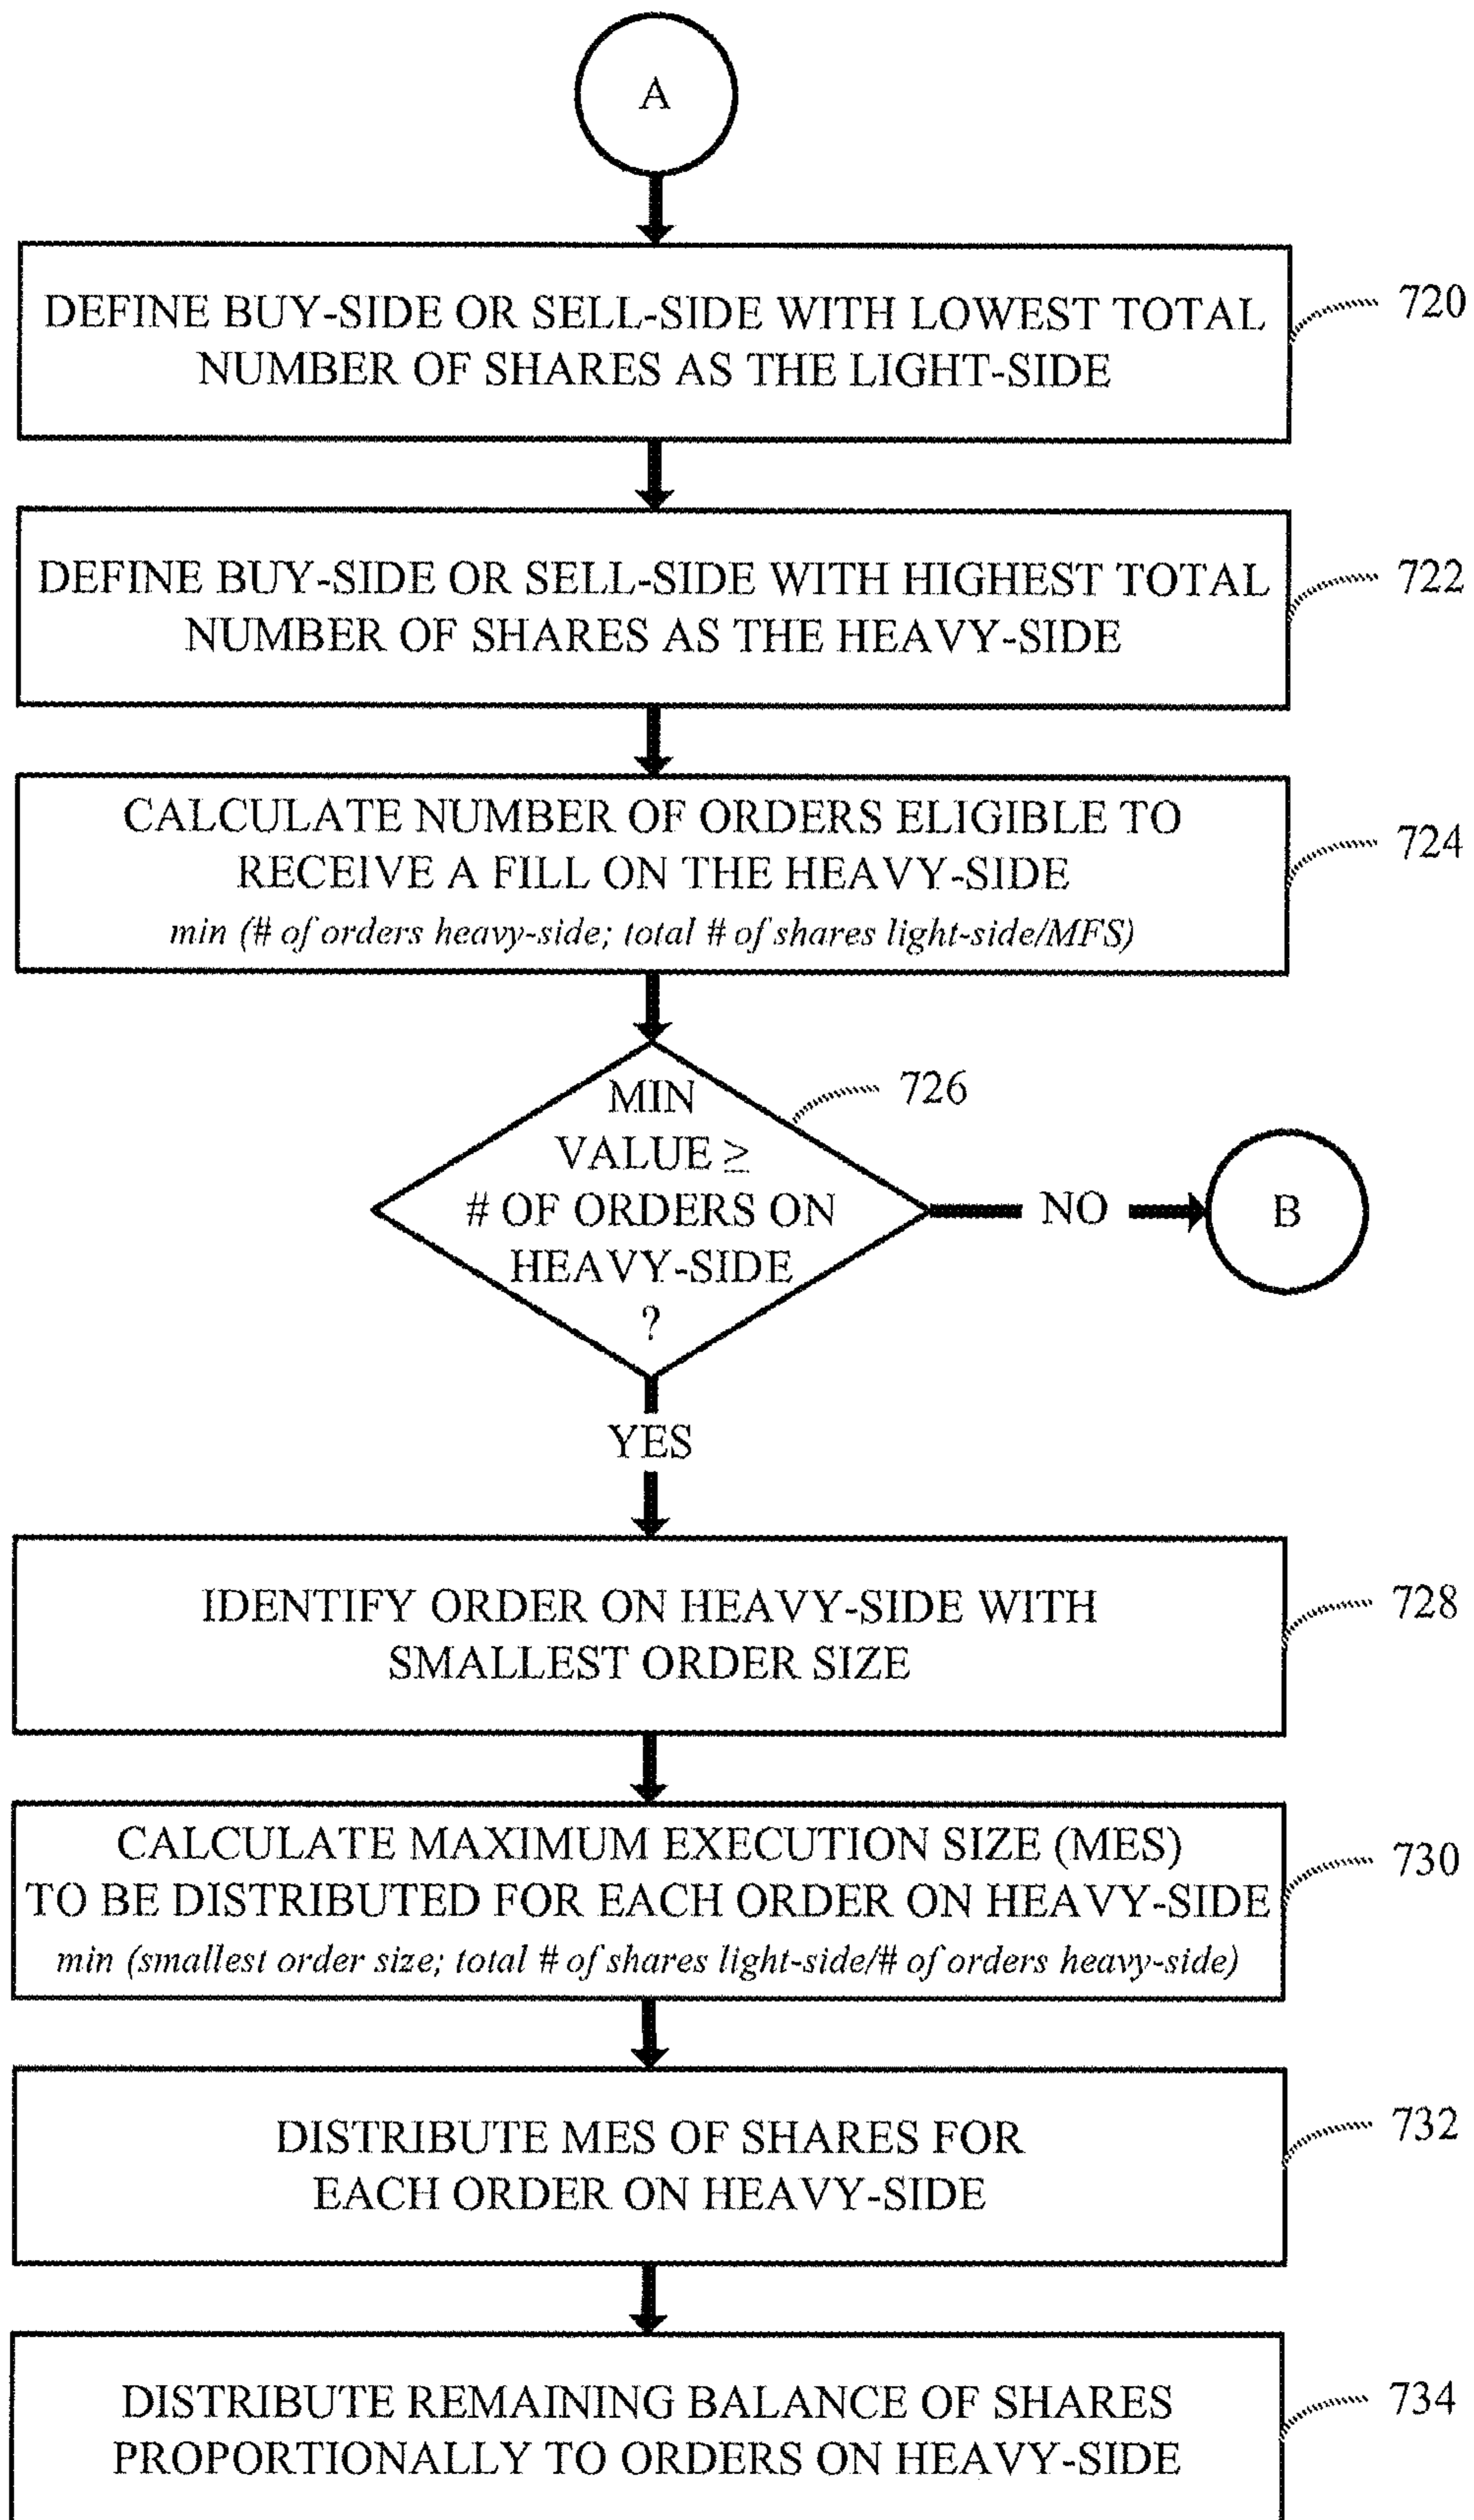 A
DEFINE BUY-SIDE OR SELL-SIDE WITH LOWEST TOTAL
NUMBER OF SHARES AS THE LIGHT-SIDE
720
DEFINE BUY-SIDE OR SELL-SIDE WITH HIGHEST TOTAL
NUMBER OF SHARES AS THE HEAVY-SIDE
722
CALCULATE NUMBER OF ORDERS ELIGIBLE TO
RECEIVE A FILL ON THE HEAVY-SIDE
min (# of orders heavy-side; total # of shares light-side/MFS)
724
MIN
VALUE ≥
# OF ORDERS ON
HEAVY-SIDE
?
726
NO
B
YES
IDENTIFY ORDER ON HEAVY-SIDE WITH
SMALLEST ORDER SIZE
728
CALCULATE MAXIMUM EXECUTION SIZE (MES)
TO BE DISTRIBUTED FOR EACH ORDER ON HEAVY-SIDE
min (smallest order size; total # of shares light-side/# of orders heavy-side)
730
DISTRIBUTE MES OF SHARES FOR
EACH ORDER ON HEAVY-SIDE
732
DISTRIBUTE REMAINING BALANCE OF SHARES
PROPORTIONALLY TO ORDERS ON HEAVY-SIDE
734